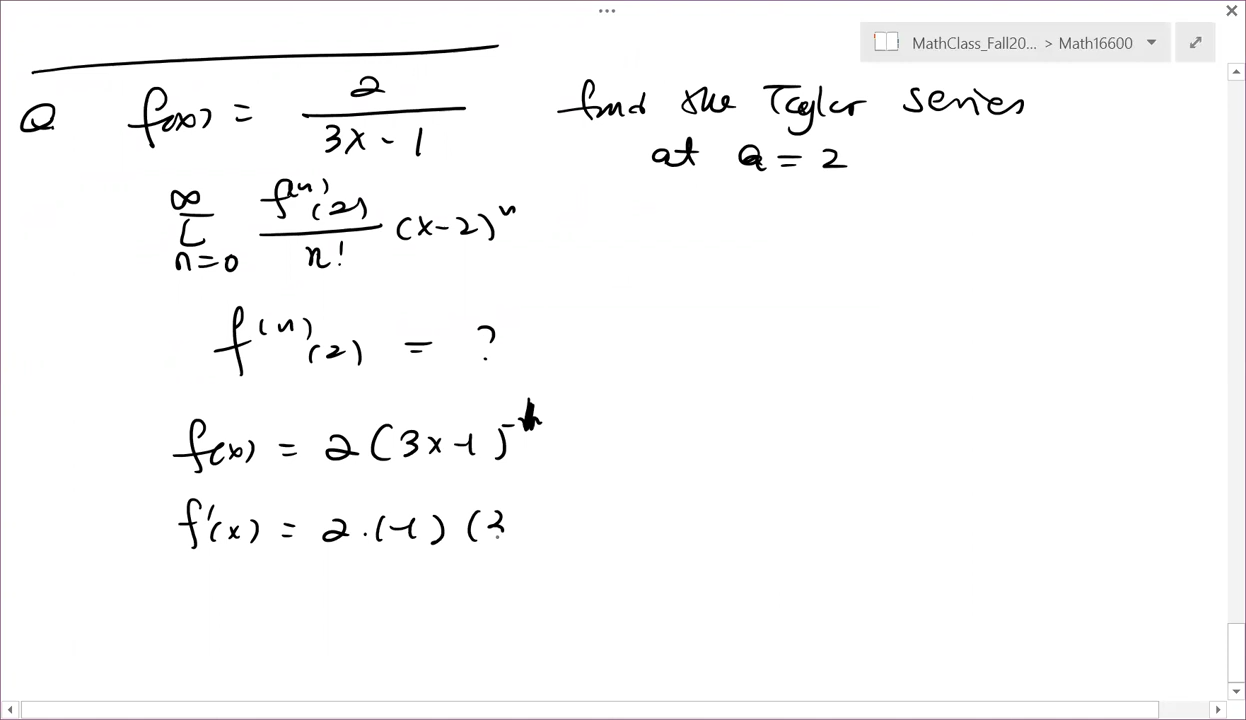 MathClass_Fall20... > Math16600
Q f(x) = 2 / (3x - 1) find the Taylor series
at a = 2
∞ Σ n=0 f^(n)(2) / n! (x-2)^n
f^(n)(2) = ?
f(x) = 2 (3x-1)^-1
f'(x) = 2 · (-1) (3